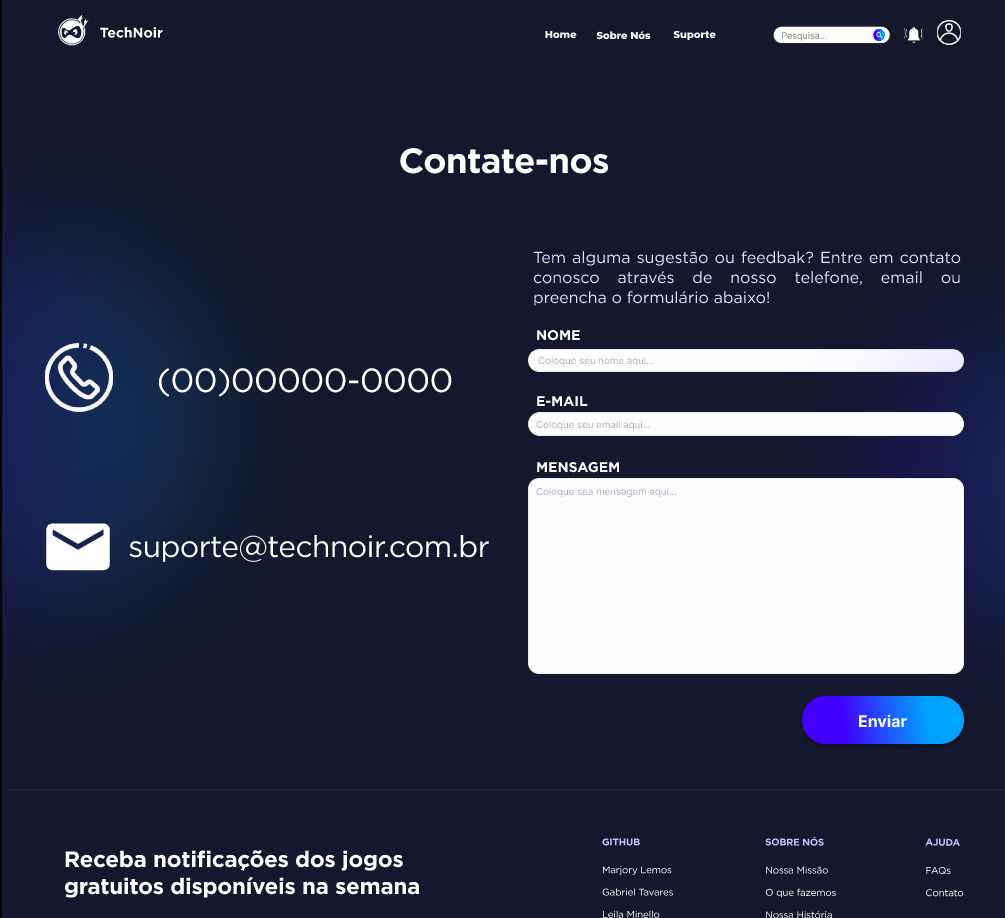 TechNoir
Home Sobre Nós Suporte Pesquisa...
Contate-nos
Tem alguma sugestão ou feedbak? Entre em contato
conosco através de nosso telefone, email ou
preencha o formulário abaixo!
NOME
Coloque seu nome aqui...
(00)00000-0000
E-MAIL
Coloque seu email aqui...
MENSAGEM
Coloque sea mensagem aqui...
suporte@technoir.com.br
Enviar
Receba notificações dos jogos
gratuitos disponíveis na semana
GITHUB
Marjory Lemos
Gabriel Tavares
Leila Minello
SOBRE NÓS
Nossa Missão
O que fazemos
Nossa História
AJUDA
FAQs
Contato